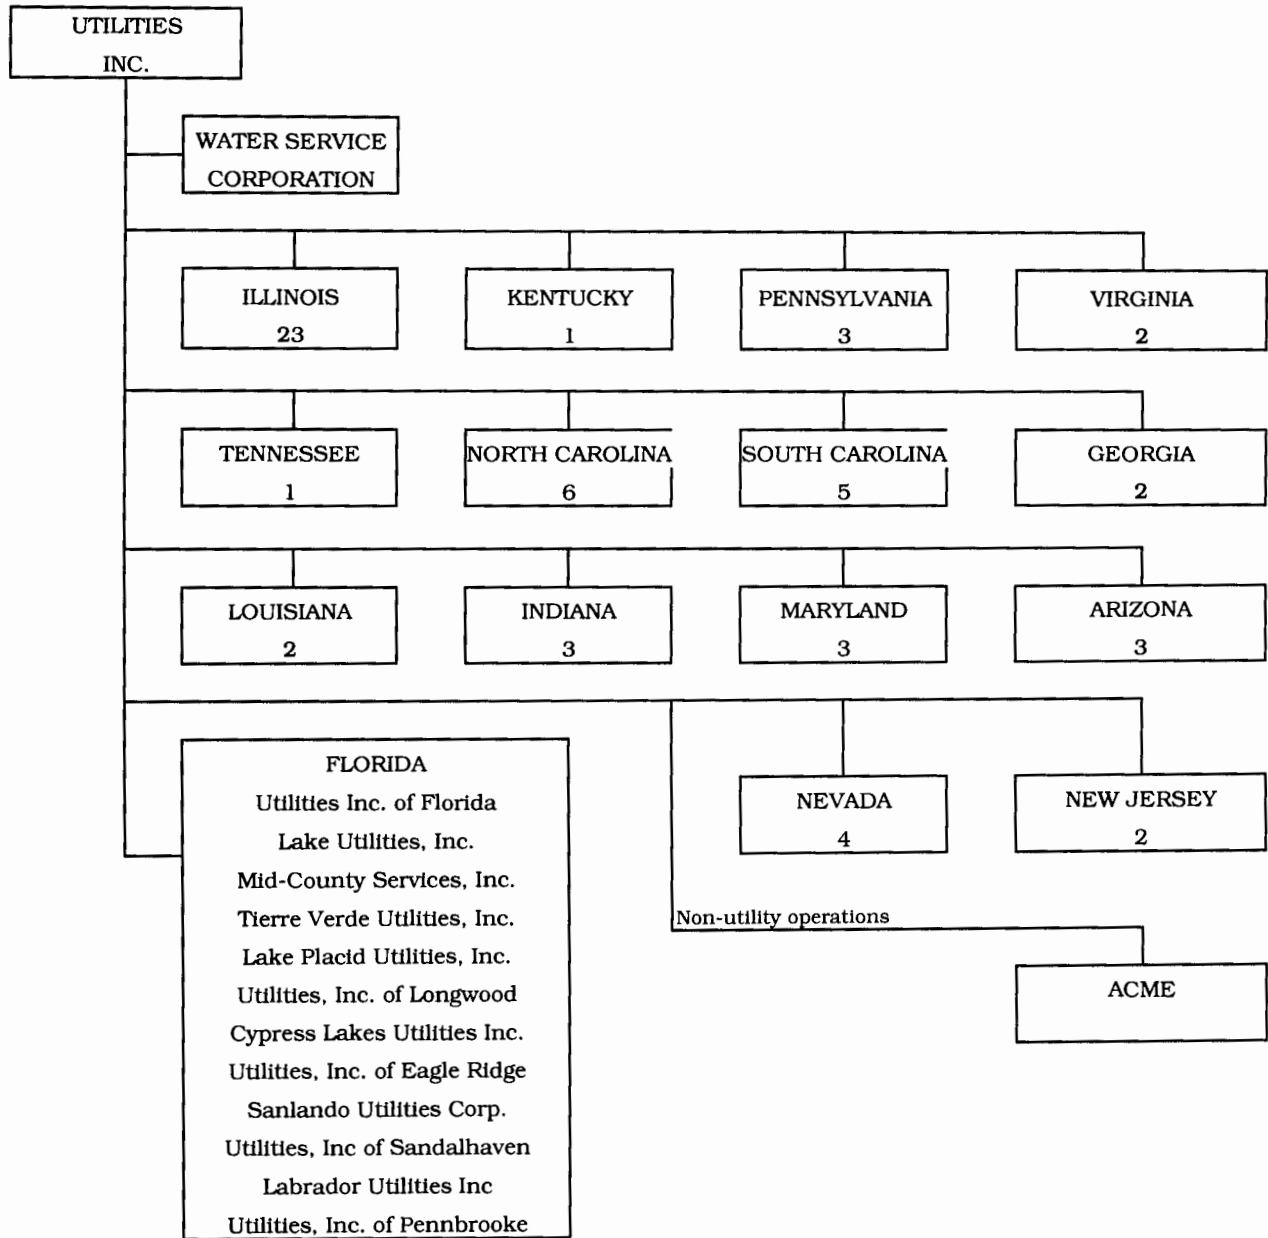 UTILITIES
INC.
WATER SERVICE
CORPORATION
ILLINOIS
23
KENTUCKY
1
PENNSYLVANIA
3
VIRGINIA
2
TENNESSEE
1
NORTH CAROLINA
6
SOUTH CAROLINA
5
GEORGIA
2
LOUISIANA
2
INDIANA
3
MARYLAND
3
ARIZONA
3
FLORIDA
Utilities Inc. of Florida
Lake Utilities, Inc.
Mid-County Services, Inc.
Tierre Verde Utilities, Inc.
Lake Placid Utilities, Inc.
Utilities, Inc. of Longwood
Cypress Lakes Utilities Inc.
Utilities, Inc. of Eagle Ridge
Sanlando Utilities Corp.
Utilities, Inc of Sandalhaven
Labrador Utilities Inc
Utilities, Inc. of Pennbrooke
NEVADA
4
NEW JERSEY
2
Non-utility operations
ACME